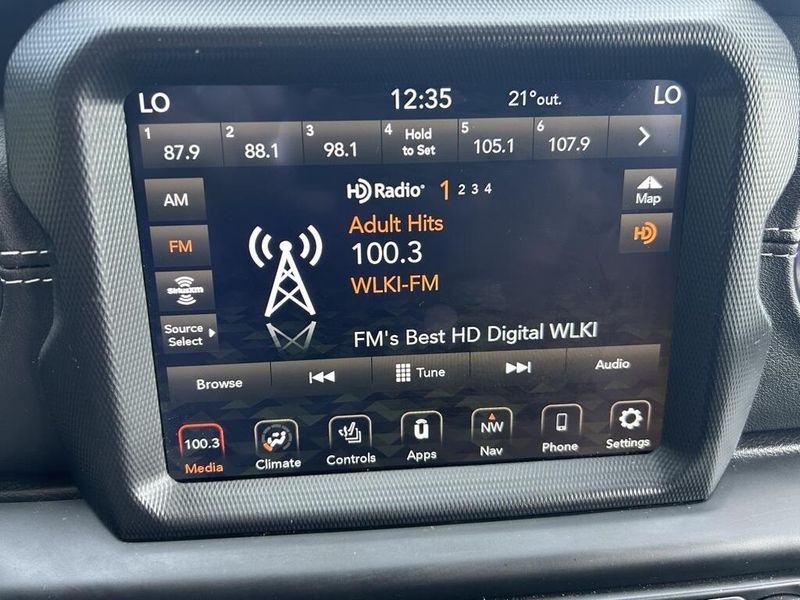 LO 12:35 21°out. LO
1 87.9 2 88.1 3 98.1 4 Hold to Set 5 105.1 6 107.9
AM
HD Radio 1 2 3 4
Map
FM
Adult Hits
HD
100.3
SiriusXM
WLKI-FM
Source Select
FM's Best HD Digital WLKI
Browse Tune Audio
100.3 Media
Climate
Controls
û Apps
NW Nav
Phone
Settings